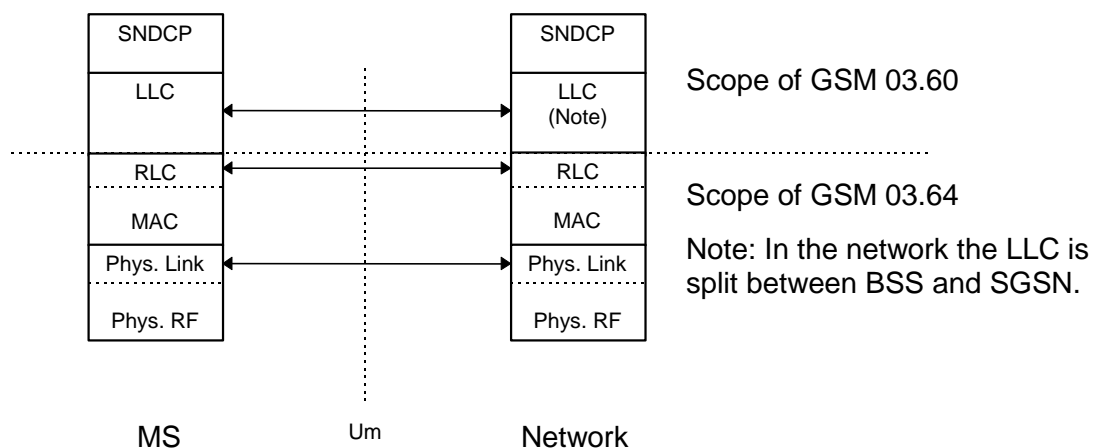 SNDCP
LLC
RLC
MAC
Phys. Link
Phys. RF
MS
Um
SNDCP
LLC
(Note)
RLC
MAC
Phys. Link
Phys. RF
Network
Scope of GSM 03.60
Scope of GSM 03.64
Note: In the network the LLC is
split between BSS and SGSN.